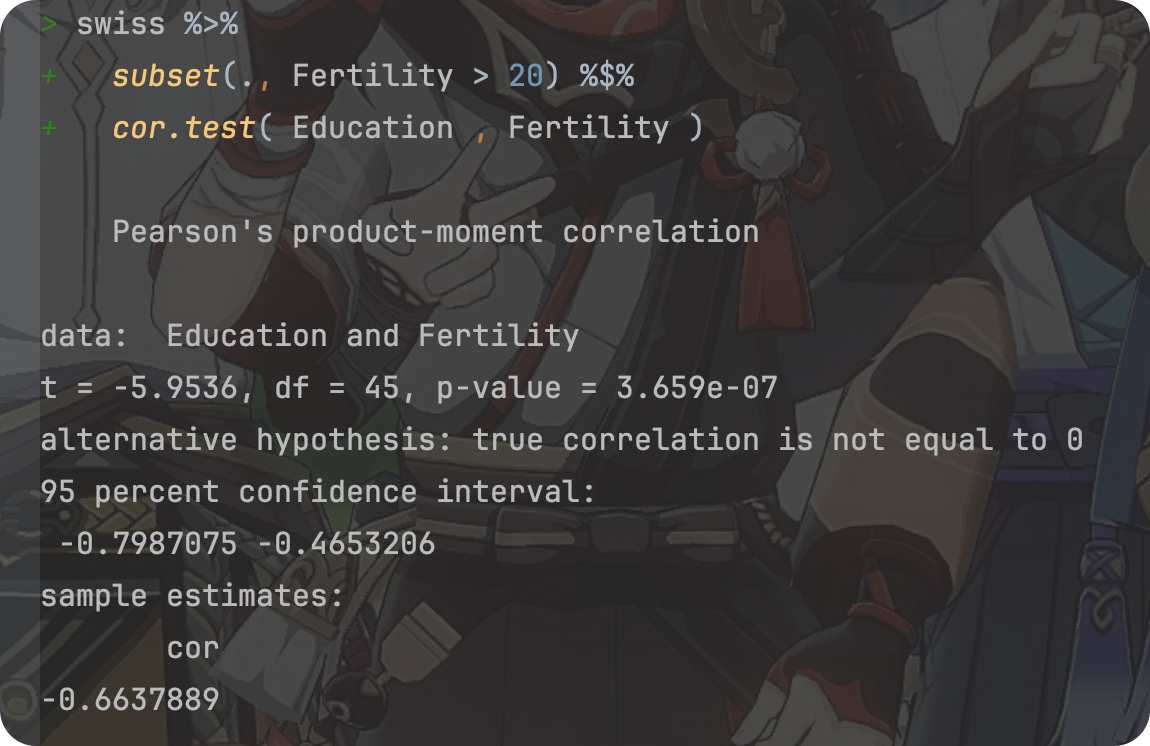 > swiss %>%
+   subset(., Fertility > 20) %$%
+   cor.test( Education , Fertility )
    Pearson's product-moment correlation
data:  Education and Fertility
t = -5.9536, df = 45, p-value = 3.659e-07
alternative hypothesis: true correlation is not equal to 0
95 percent confidence interval:
 -0.7987075 -0.4653206
sample estimates:
       cor
-0.6637889